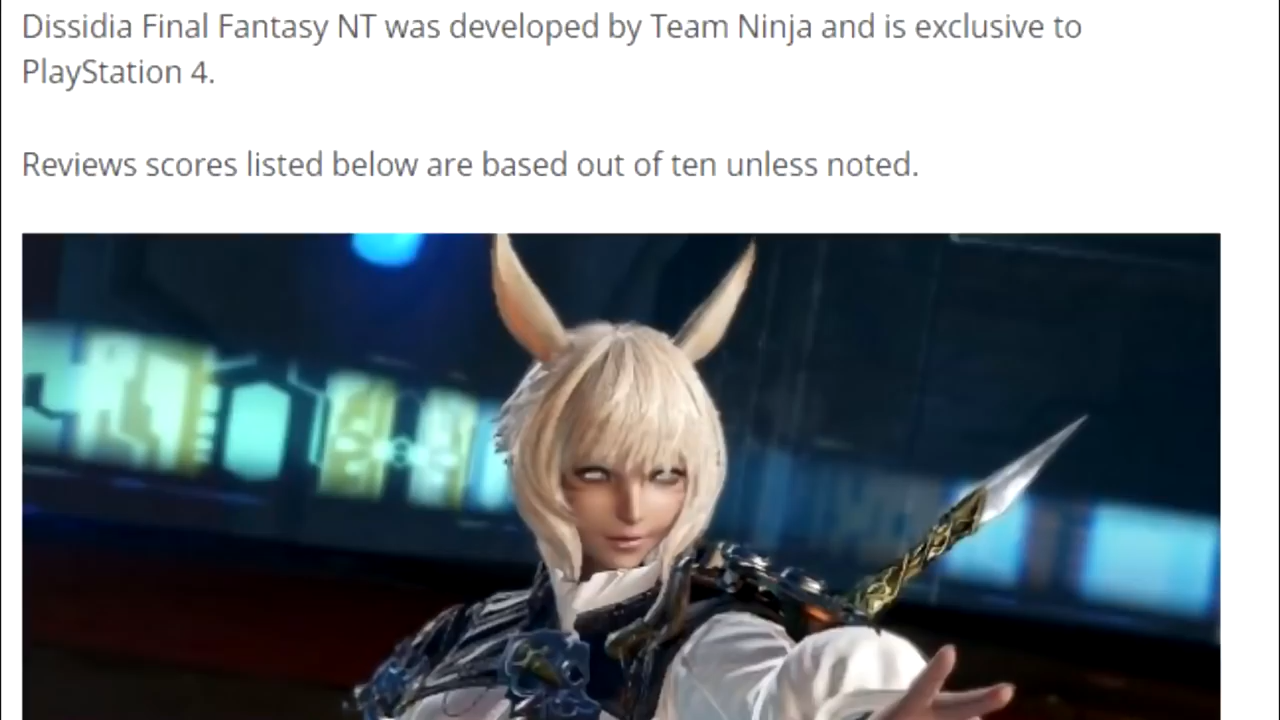 Dissidia Final Fantasy NT was developed by Team Ninja and is exclusive to
PlayStation 4.
Reviews scores listed below are based out of ten unless noted.